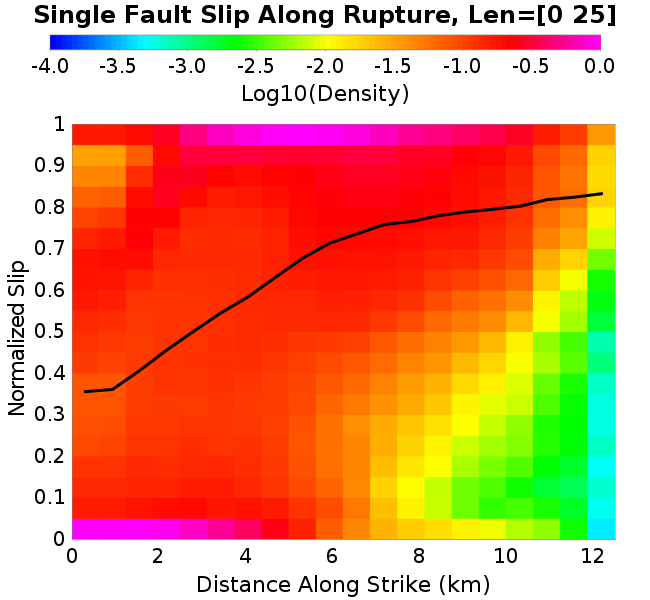 Single Fault Slip Along Rupture, Len=[0 25]
-4.0 -3.5 -3.0 -2.5 -2.0 -1.5 -1.0 -0.5 0.0
Log10(Density)
1
0.9
0.8
0.7
0.6
0.5
0.4
0.3
0.2
0.1
0
Normalized Slip
0 2 4 6 8 10 12
Distance Along Strike (km)